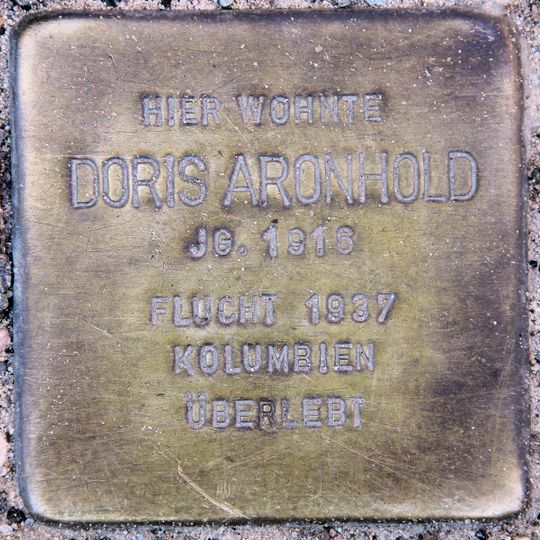 HIER WOHNTE
DORIS ARONHOLD
JG. 1916
FLUCHT 1937
KOLUMBIEN
ÜBERLEBT